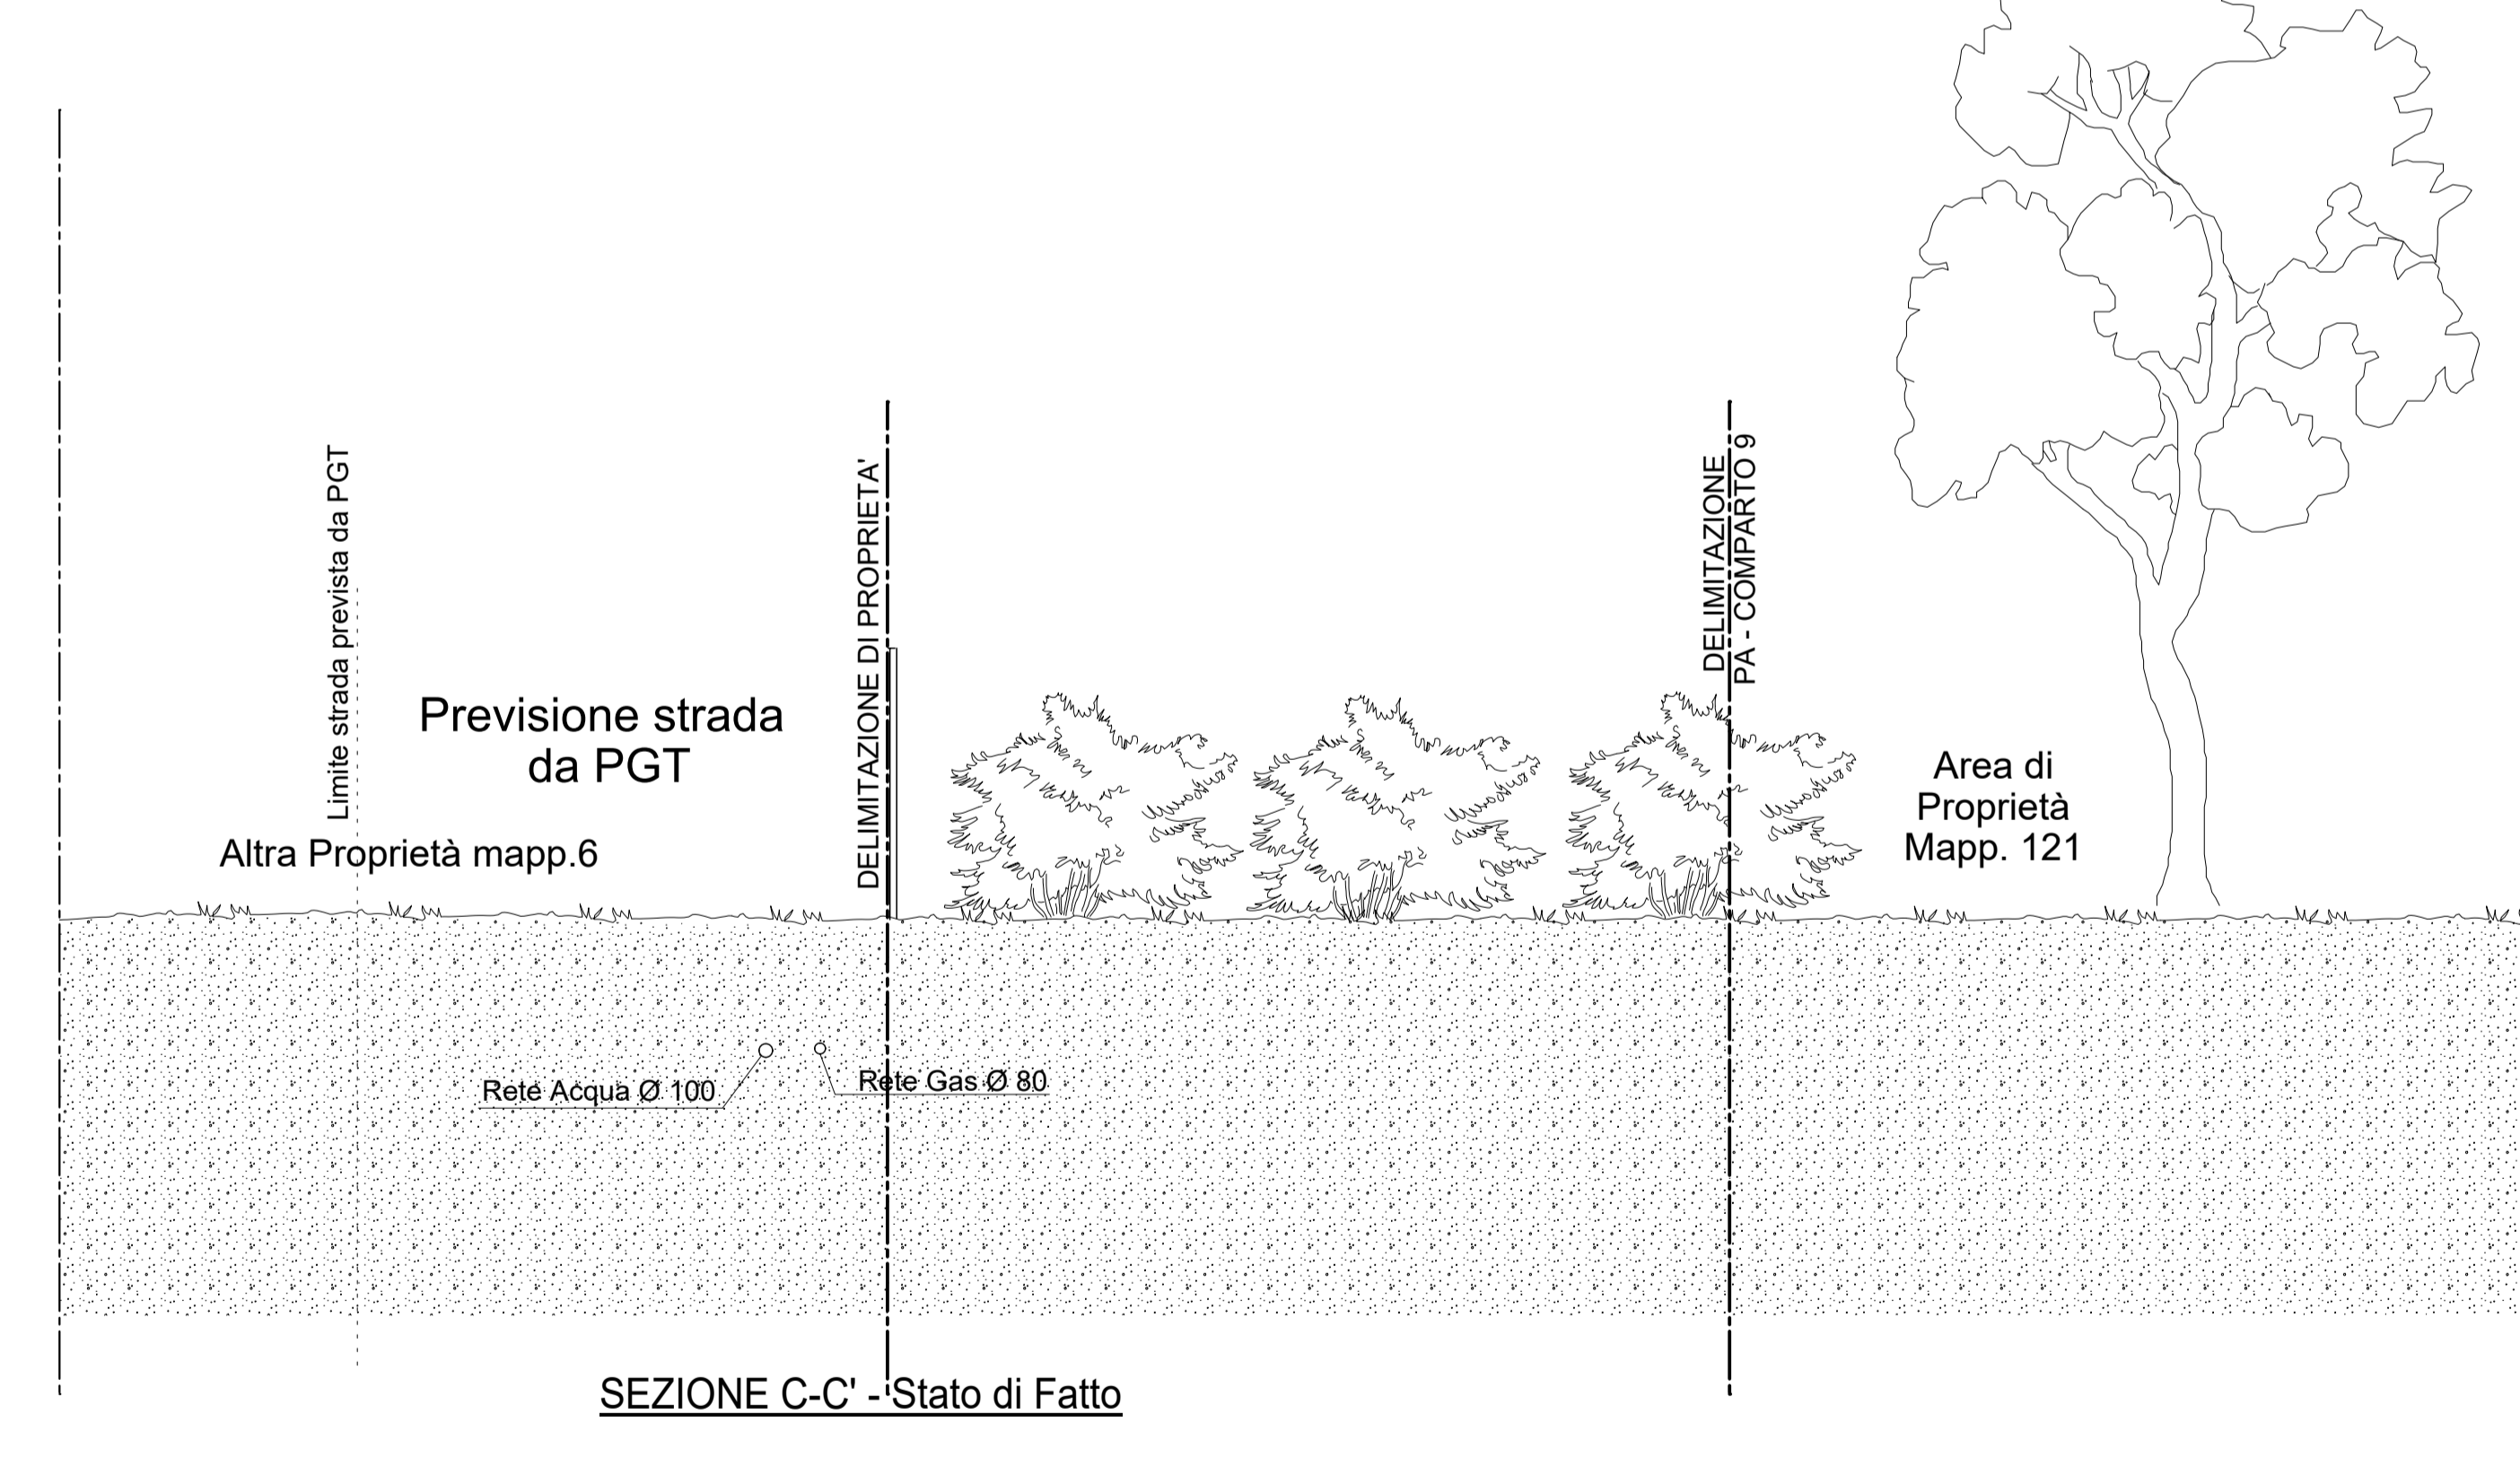 Limite strada prevista da PGT
Previsione strada
da PGT
Altra Proprietà mapp.6
DELIMITAZIONE DI PROPRIETA'
DELIMITAZIONE
PA - COMPARTO 9
Area di
Proprietà
Mapp. 121
Rete Acqua Ø 100
Rete Gas Ø 80
SEZIONE C-C' - Stato di Fatto